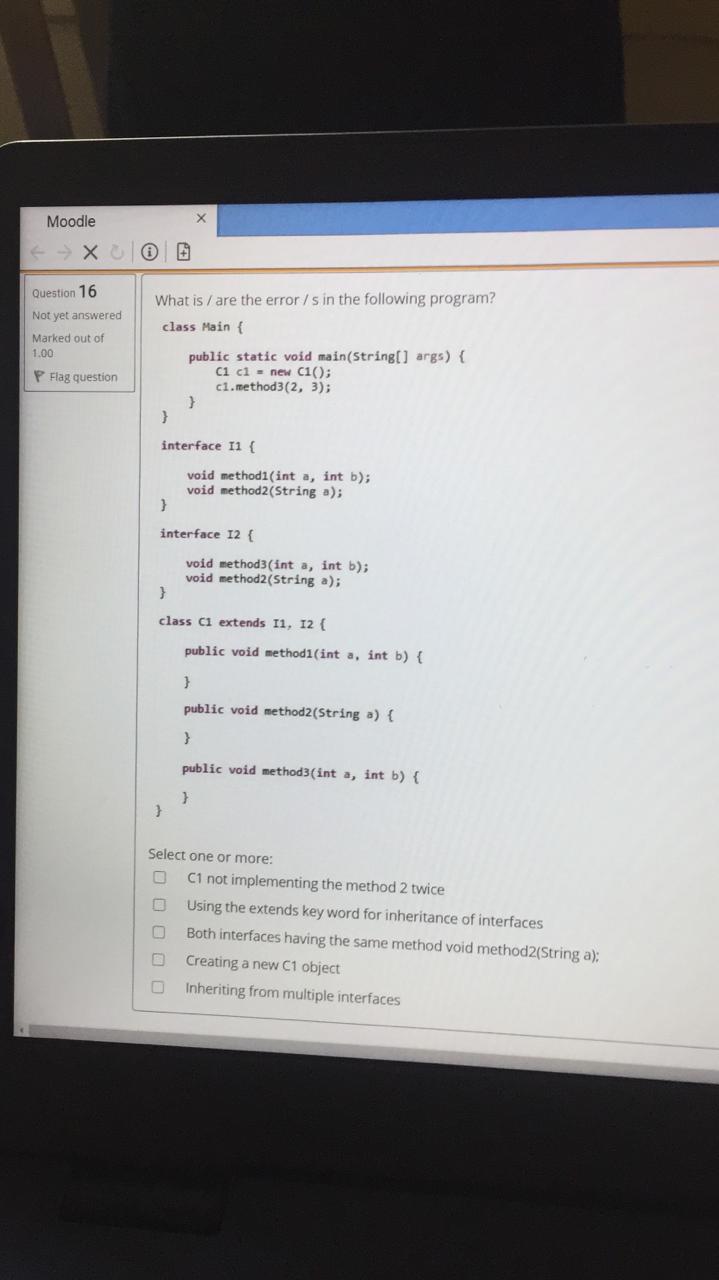 Moodle
Question 16
Not yet answered
Marked out of
1.00
Flag question
What is / are the error / s in the following program?
class Main {
public static void main(String[] args) {
C1 c1 = new C1();
c1.method3(2, 3);
}
}
interface I1 {
void method1(int a, int b);
void method2(String a);
}
interface I2 {
void method3(int a, int b);
void method2(String a);
}
class C1 extends I1, I2 {
public void method1(int a, int b) {
}
public void method2(String a) {
}
public void method3(int a, int b) {
}
}
Select one or more:
C1 not implementing the method 2 twice
Using the extends key word for inheritance of interfaces
Both interfaces having the same method void method2(String a);
Creating a new C1 object
Inheriting from multiple interfaces